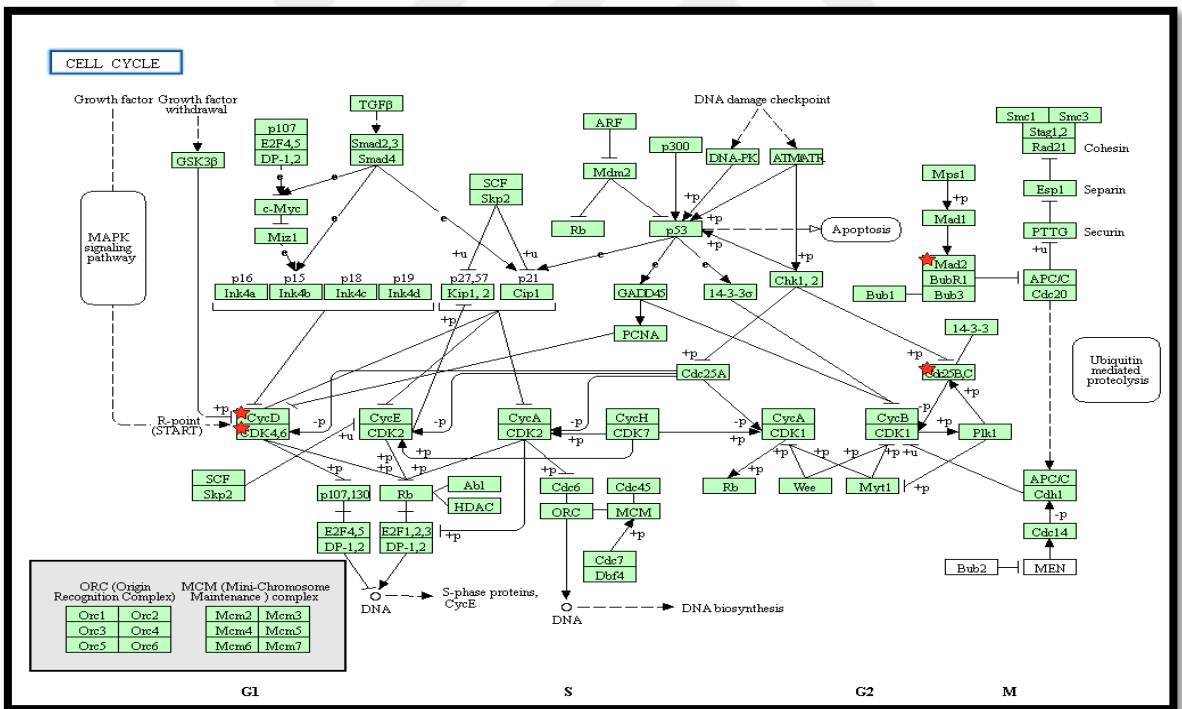 CELL CYCLE
Growth factor
Growth factor
withdrawal
TGFβ
DNA damage checkpoint
ARF
p300
DNA-PK
ATM/ATR
Smc1
Smc3
Stag1,2
Rad21
Cohesin
p107
E2F4,5
DP-1,2
Smad2,3
Smad4
GSK3β
Mdm2
SCF
Skp2
Mps1
+p
Esp1
Separin
e
e
e
c-Myc
Miz1
e
Rb
+p
+p
p53
+p
Apoptosis
Mad1
PTTG
Securin
+u
MAPK
signaling
pathway
+u
+u
e
e
e
+p
p16
p15
p18
p19
p27,57
p21
Ink4a
Ink4b
Ink4c
Ink4d
Kip1, 2
Cip1
GADD45
14-3-3σ
Chk1, 2
Mad2
BubR1
Bub3
Bub1
APC/C
Cdc20
+p
PCNA
14-3-3
+p
Cdc25A
+p
Cdc25B,C
Ubiquitin
mediated
proteolysis
R-point
(START)
+p
CycD
CDK4,6
-p
CycE
CDK2
-p
CycA
CDK2
-p
+p
CycH
CDK7
+p
CycA
CDK1
CycB
CDK1
-p
+p
+p
Plk1
+u
+p
+p
+p
+p
+p
+p
+p
+p
+u
SCF
Skp2
p107,130
Rb
Abl
HDAC
Cdc6
Cdc45
ORC
MCM
Rb
Wee
Myt1
+p
APC/C
Cdh1
-p
Cdc14
E2F4,5
DP-1,2
E2F1,2,3
DP-1,2
+p
+p
Cdc7
Dbf4
Bub2
MEN
DNA
S-phase proteins,
CycE
DNA
DNA biosynthesis
ORC (Origin
Recognition Complex)
MCM (Mini-Chromosome
Maintenance ) complex
Orc1
Orc2
Mcm2
Mcm3
Orc3
Orc4
Mcm4
Mcm5
Orc5
Orc6
Mcm6
Mcm7
G1
S
G2
M